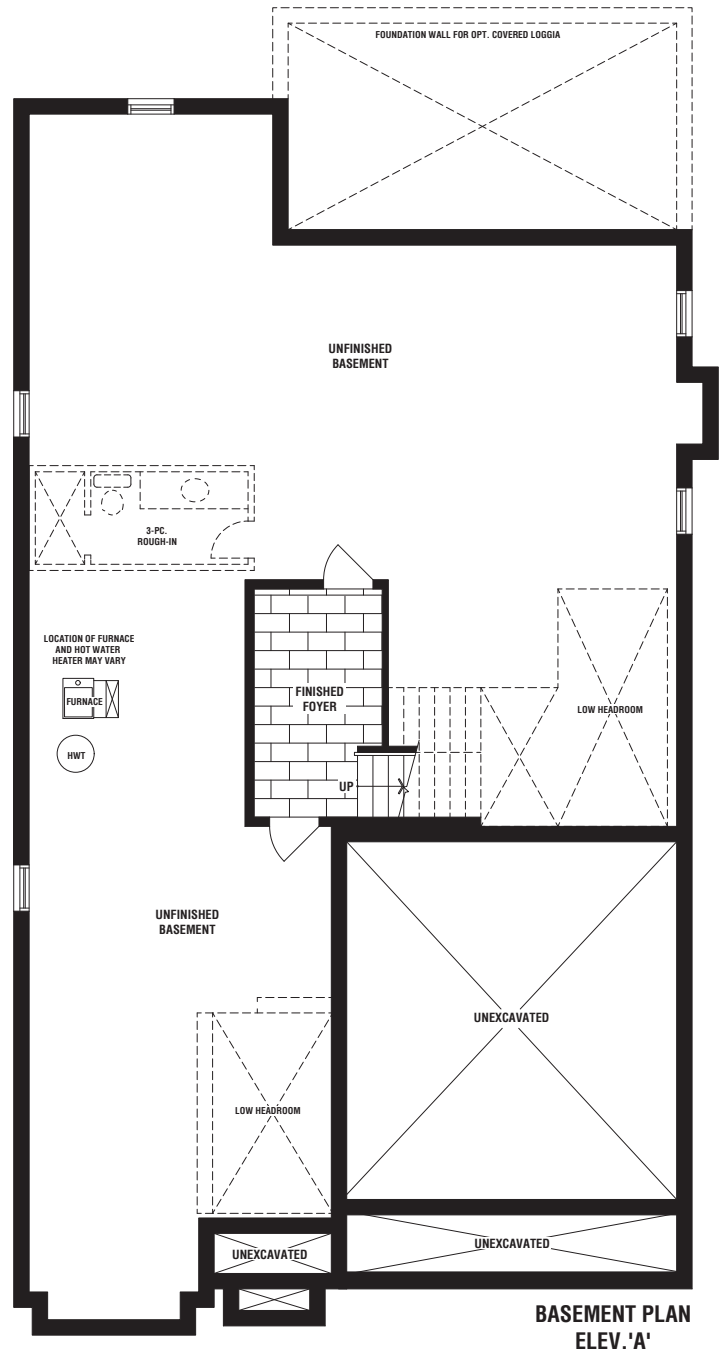 FOUNDATION WALL FOR OPT. COVERED LOGGIA
UNFINISHED
BASEMENT
3-PC.
ROUGH-IN
LOCATION OF FURNACE
AND HOT WATER
HEATER MAY VARY
FURNACE
HWT
FINISHED
FOYER
UP
LOW HEADROOM
UNFINISHED
BASEMENT
LOW HEADROOM
UNEXCAVATED
UNEXCAVATED
UNEXCAVATED
BASEMENT PLAN
ELEV.'A'